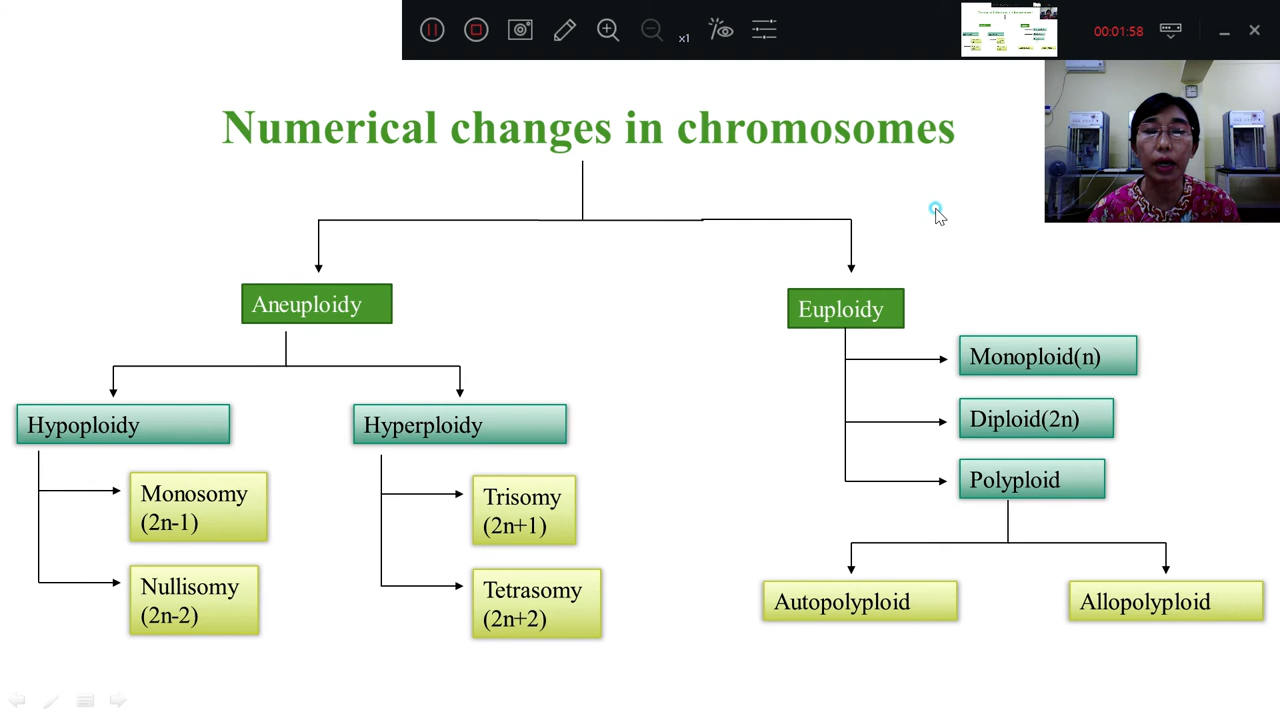 x1
00:01:58
Numerical changes in chromosomes
Aneuploidy
Euploidy
Monoploid(n)
Diploid(2n)
Polyploid
Hypoploidy
Hyperploidy
Monosomy
(2n-1)
Nullisomy
(2n-2)
Trisomy
(2n+1)
Tetrasomy
(2n+2)
Autopolyploid
Allopolyploid